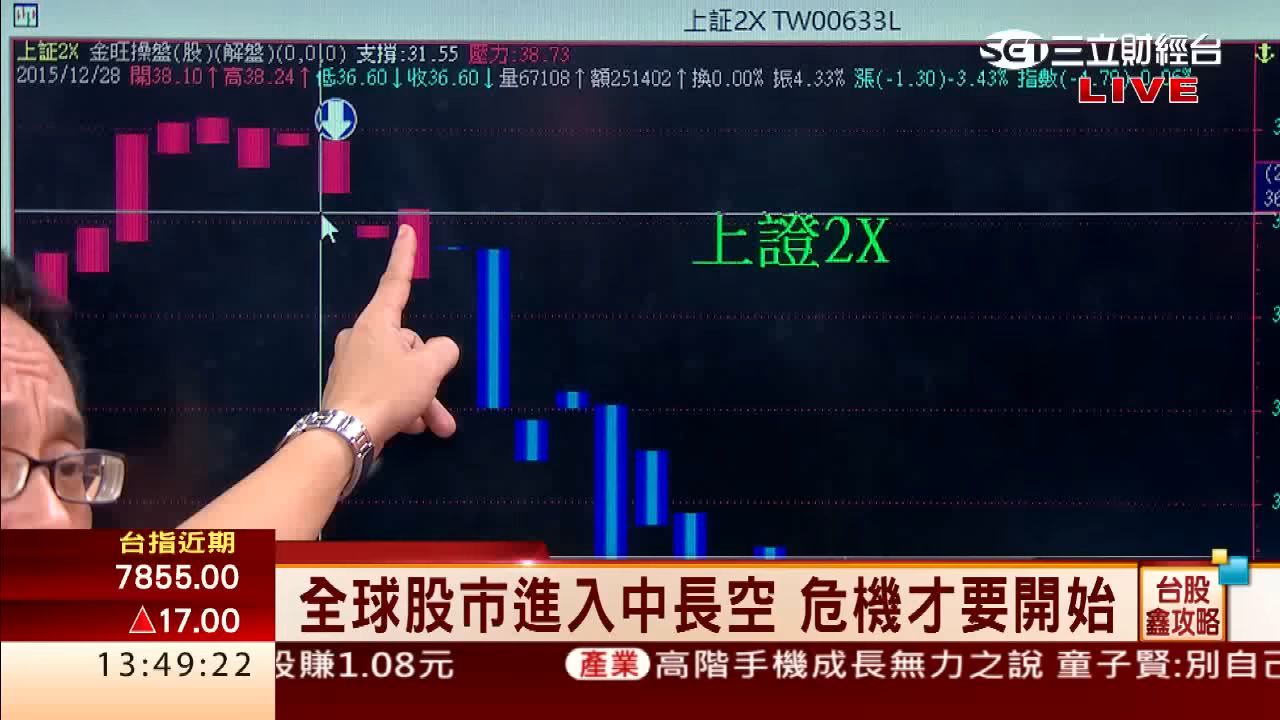 上証2X TW00633L
上証2X 金旺操盤(股)(解盤)(0,0,0) 支撐:31.55 壓力:38.73
2015/12/28 開38.10↑高38.24↑低36.60↓收36.60↓量67108↑額251402↑換0.00% 振4.33% 漲(-1.30)-3.43% 指數(-4.79)-0.06%
SET三立財經台
LIVE
上證2X
台指近期
7855.00
△17.00
全球股市進入中長空 危機才要開始
台股
鑫攻略
13:49:22
股賺1.08元 產業 高階手機成長無力之說 童子賢:別自己